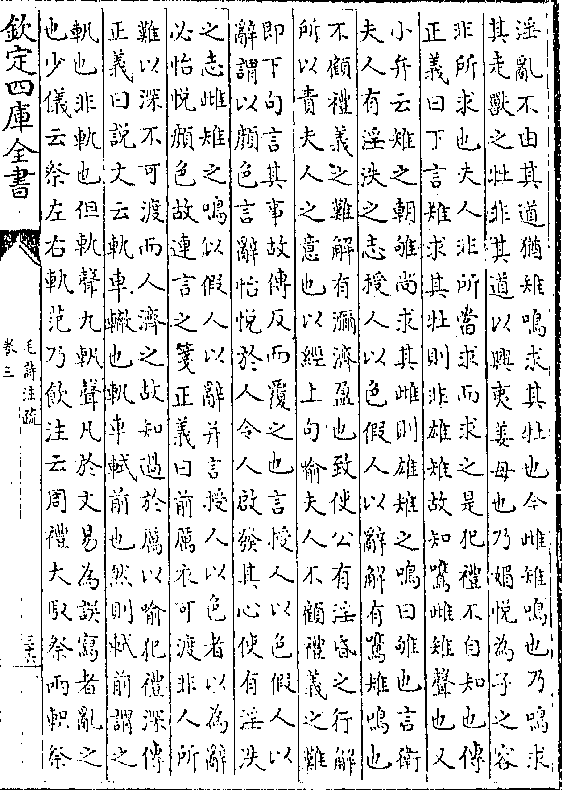 淫亂不由其道猶雉鳴求其牡也今雌雉鳴也乃鳴求
其走獸之牡非其道以興夷姜母也乃媚悅為子之容
非所求也夫人非所當求而求之是犯禮不自知也傳
正義曰下言雉求其牡則非雄雉故知鷕雌雉聲也又
小弁云雉之朝雊尚求其雌則雄雉之鳴曰雊也言衛
夫人有淫泆之志授人以色假人以辭解有鷕雉鳴也
不顧禮義之難解有瀰濟盈也致使公有淫昏之行解
所以責夫人之意也以經上句喻夫人不顧禮義之難
即下句言其事故傳反而覆之也言授人以色假人以
辭謂以顔色言辭怡悅於人令人啟發其心使有淫泆
之志雌雉之鳴似假人以辭并言授人以色者以為辭
必怡悅顔色故連言之箋正義曰前厲衣可渡非人所
難以深不可渡而人濟之故知過於厲以喻犯禮深傳
正義曰説文云軌車轍也軓車軾前也然則軾前謂之
軓也非軌也但軌聲九軓聲凡於文易為誤寫者亂之
也少儀云祭左右軌范乃飲注云周禮大馭祭兩軹祭
欽定四庫全書
毛詩注疏
卷三
三十六